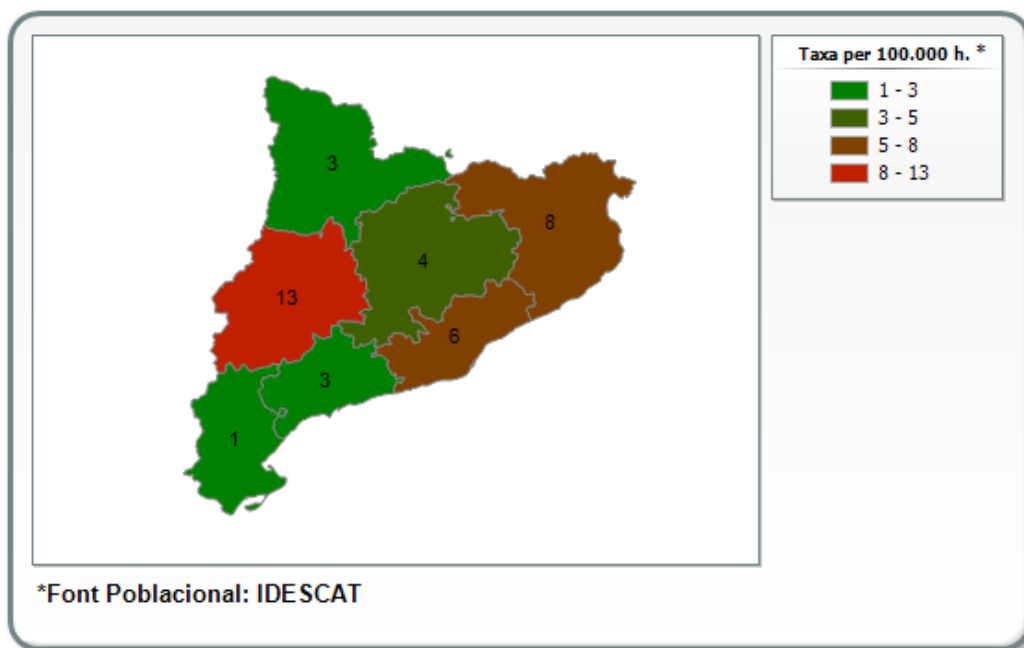 Taxa per 100.000 h. *
1 - 3
3 - 5
5 - 8
8 - 13
3
8
4
13
6
3
1
*Font Poblacional: IDESCAT